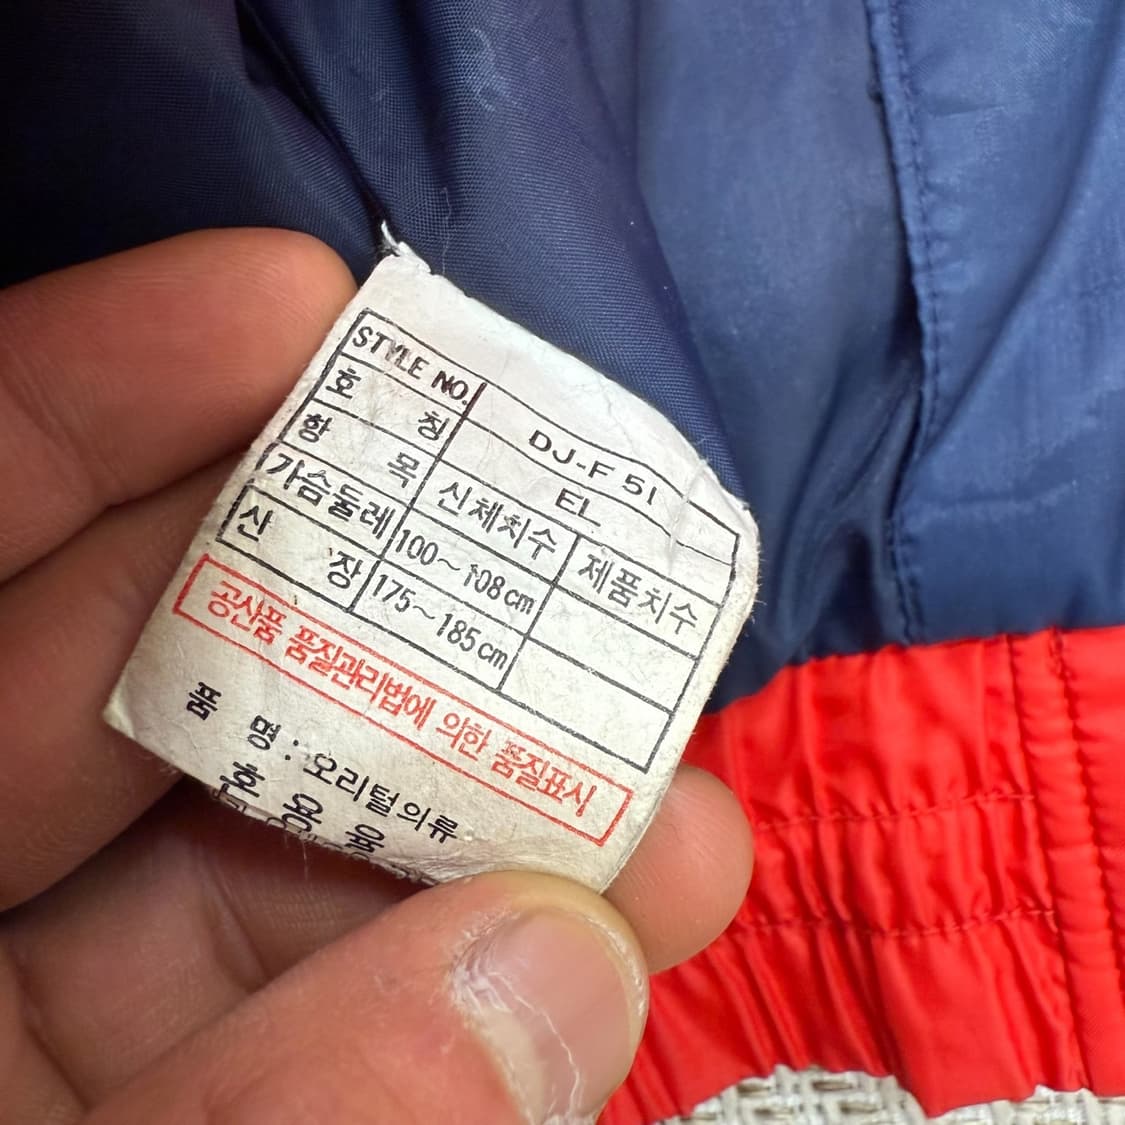 STYLE NO. DJ-F 51
호 칭 EL
항 목 신체치수 제품치수
가슴둘레 100~108cm
신 장 175~185cm
공산품 품질관리법에 의한 품질표시
품 명 : 오리털의류